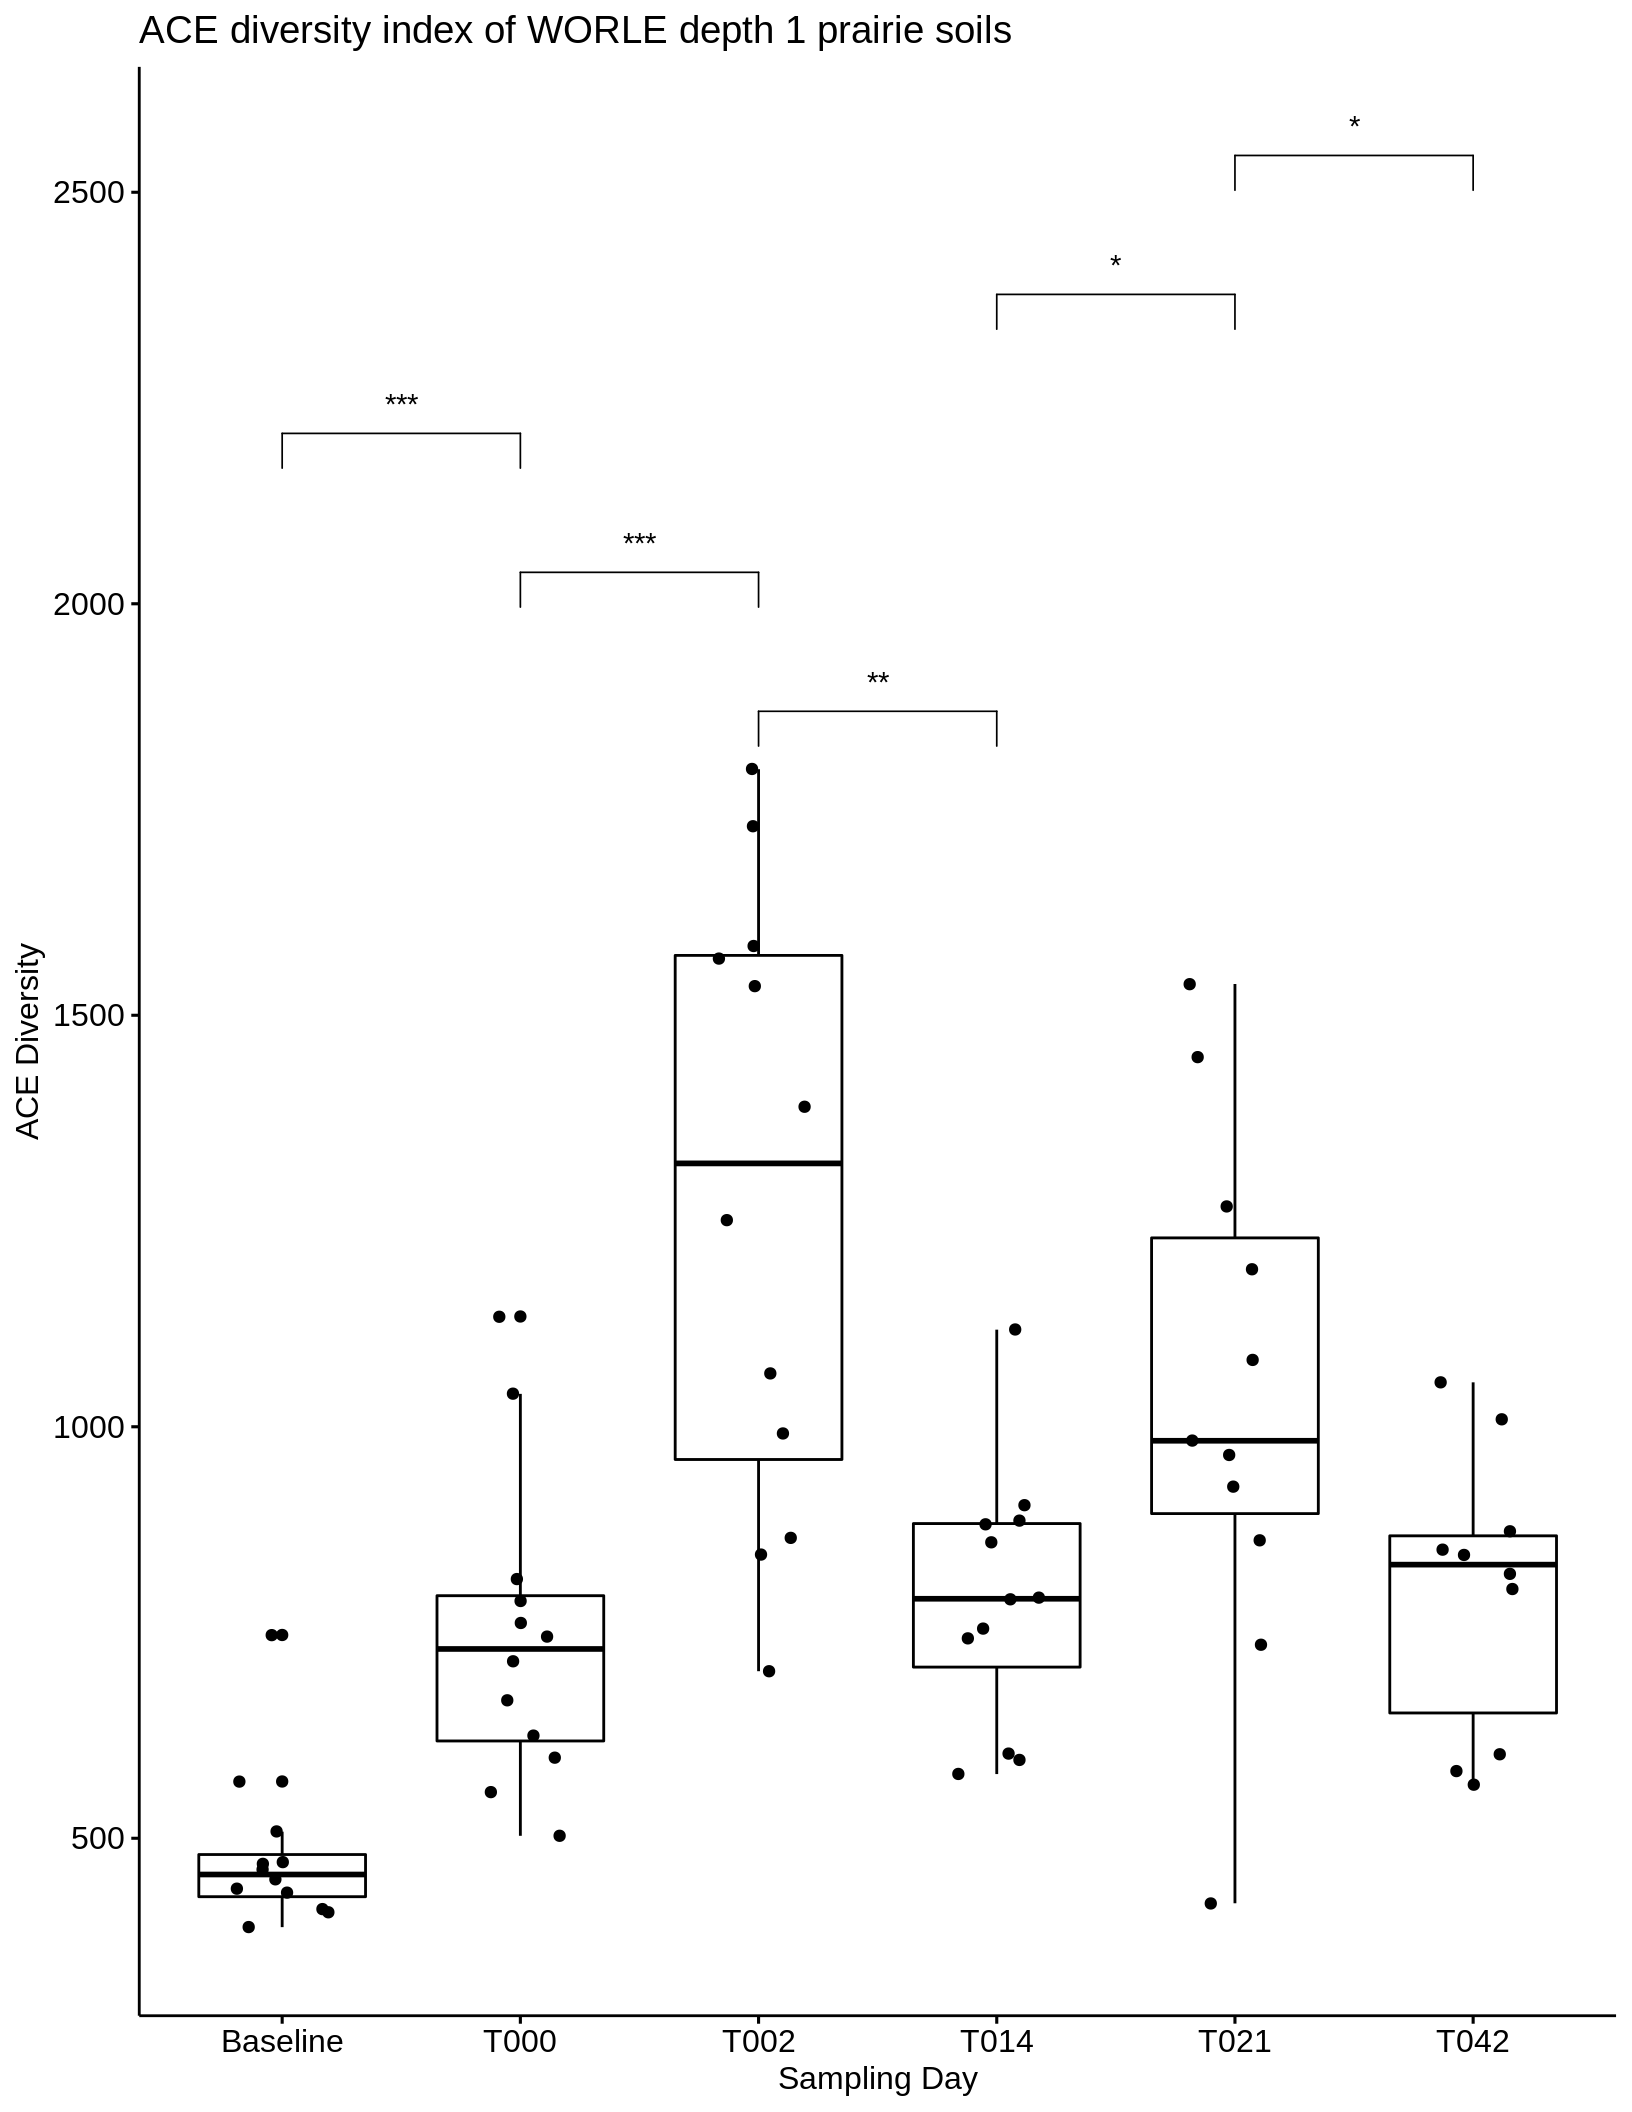 ACE diversity index of WORLE depth 1 prairie soils
*
2500
*
***
***
2000
**
ACE Diversity
1500
1000
500
Baseline T000 T002 T014 T021 T042
Sampling Day